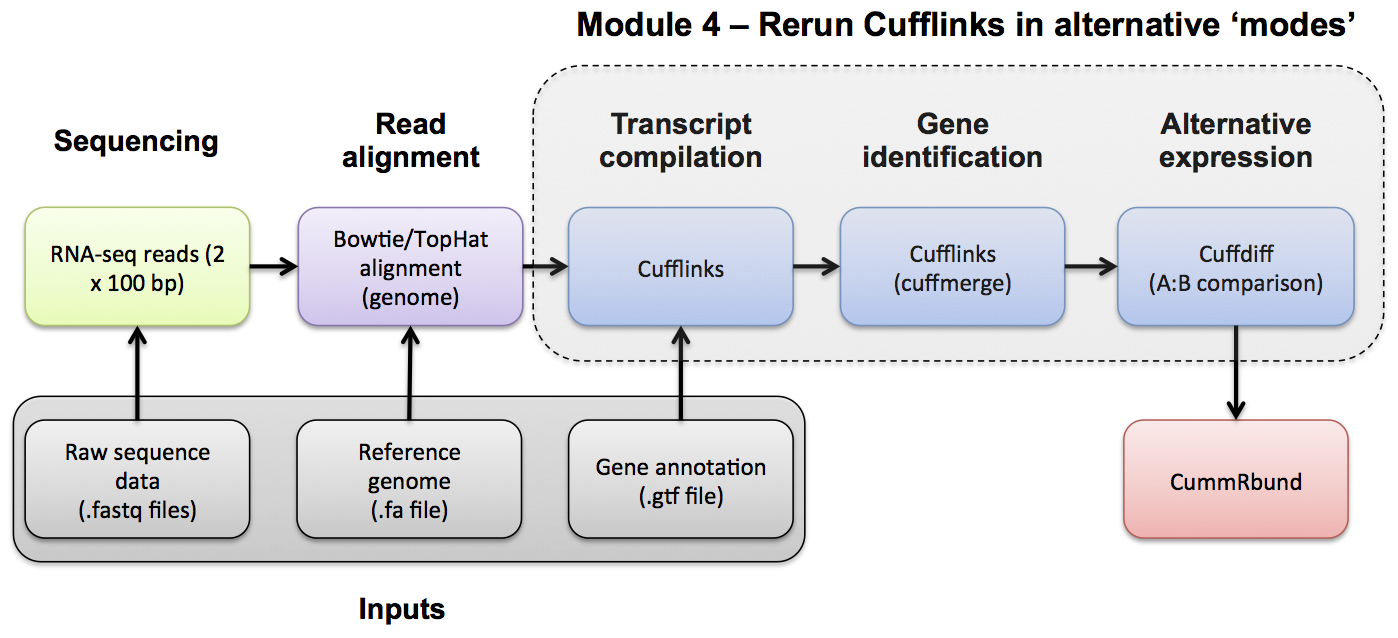 Module 4 – Rerun Cufflinks in alternative ‘modes’
Sequencing
Read
alignment
Transcript
compilation
Gene
identification
Alternative
expression
RNA-seq reads (2
x 100 bp)
Bowtie/TopHat
alignment
(genome)
Cufflinks
Cufflinks
(cuffmerge)
Cuffdiff
(A:B comparison)
Raw sequence
data
(.fastq files)
Reference
genome
(.fa file)
Gene annotation
(.gtf file)
CummRbund
Inputs